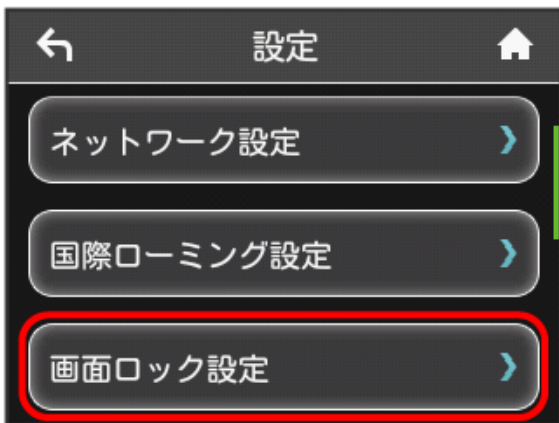 設定
ネットワーク設定
国際ローミング設定
画面ロック設定